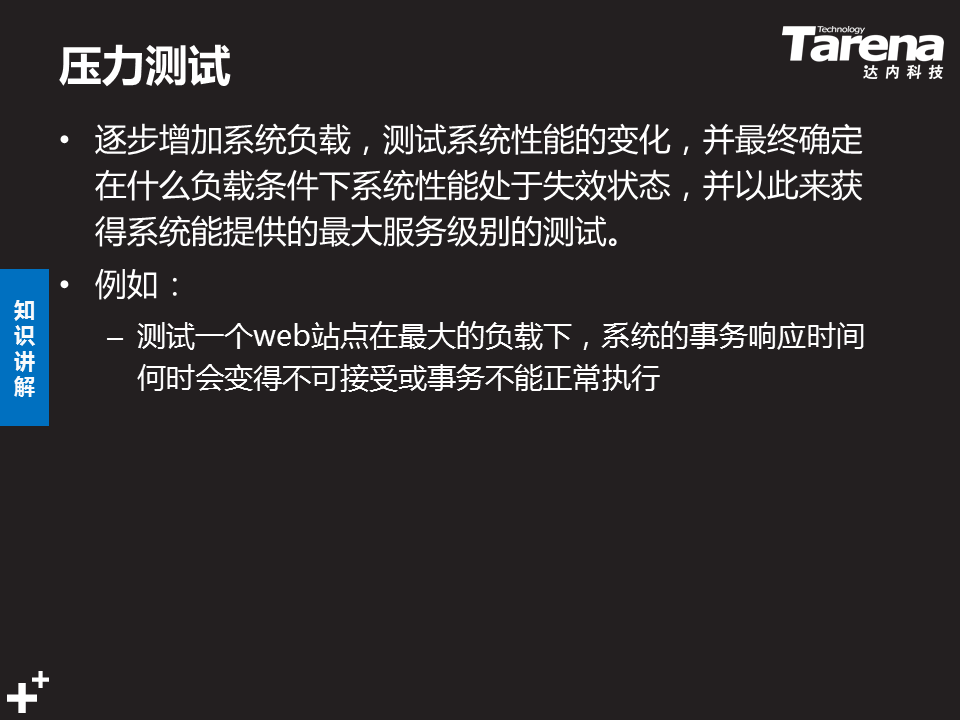 压力测试
Technology
Tarena
达内科技
• 逐步增加系统负载，测试系统性能的变化，并最终确定
在什么负载条件下系统性能处于失效状态，并以此来获
得系统能提供的最大服务级别的测试。
• 例如：
– 测试一个web站点在最大的负载下，系统的事务响应时间
何时会变得不可接受或事务不能正常执行
知
识
讲
解